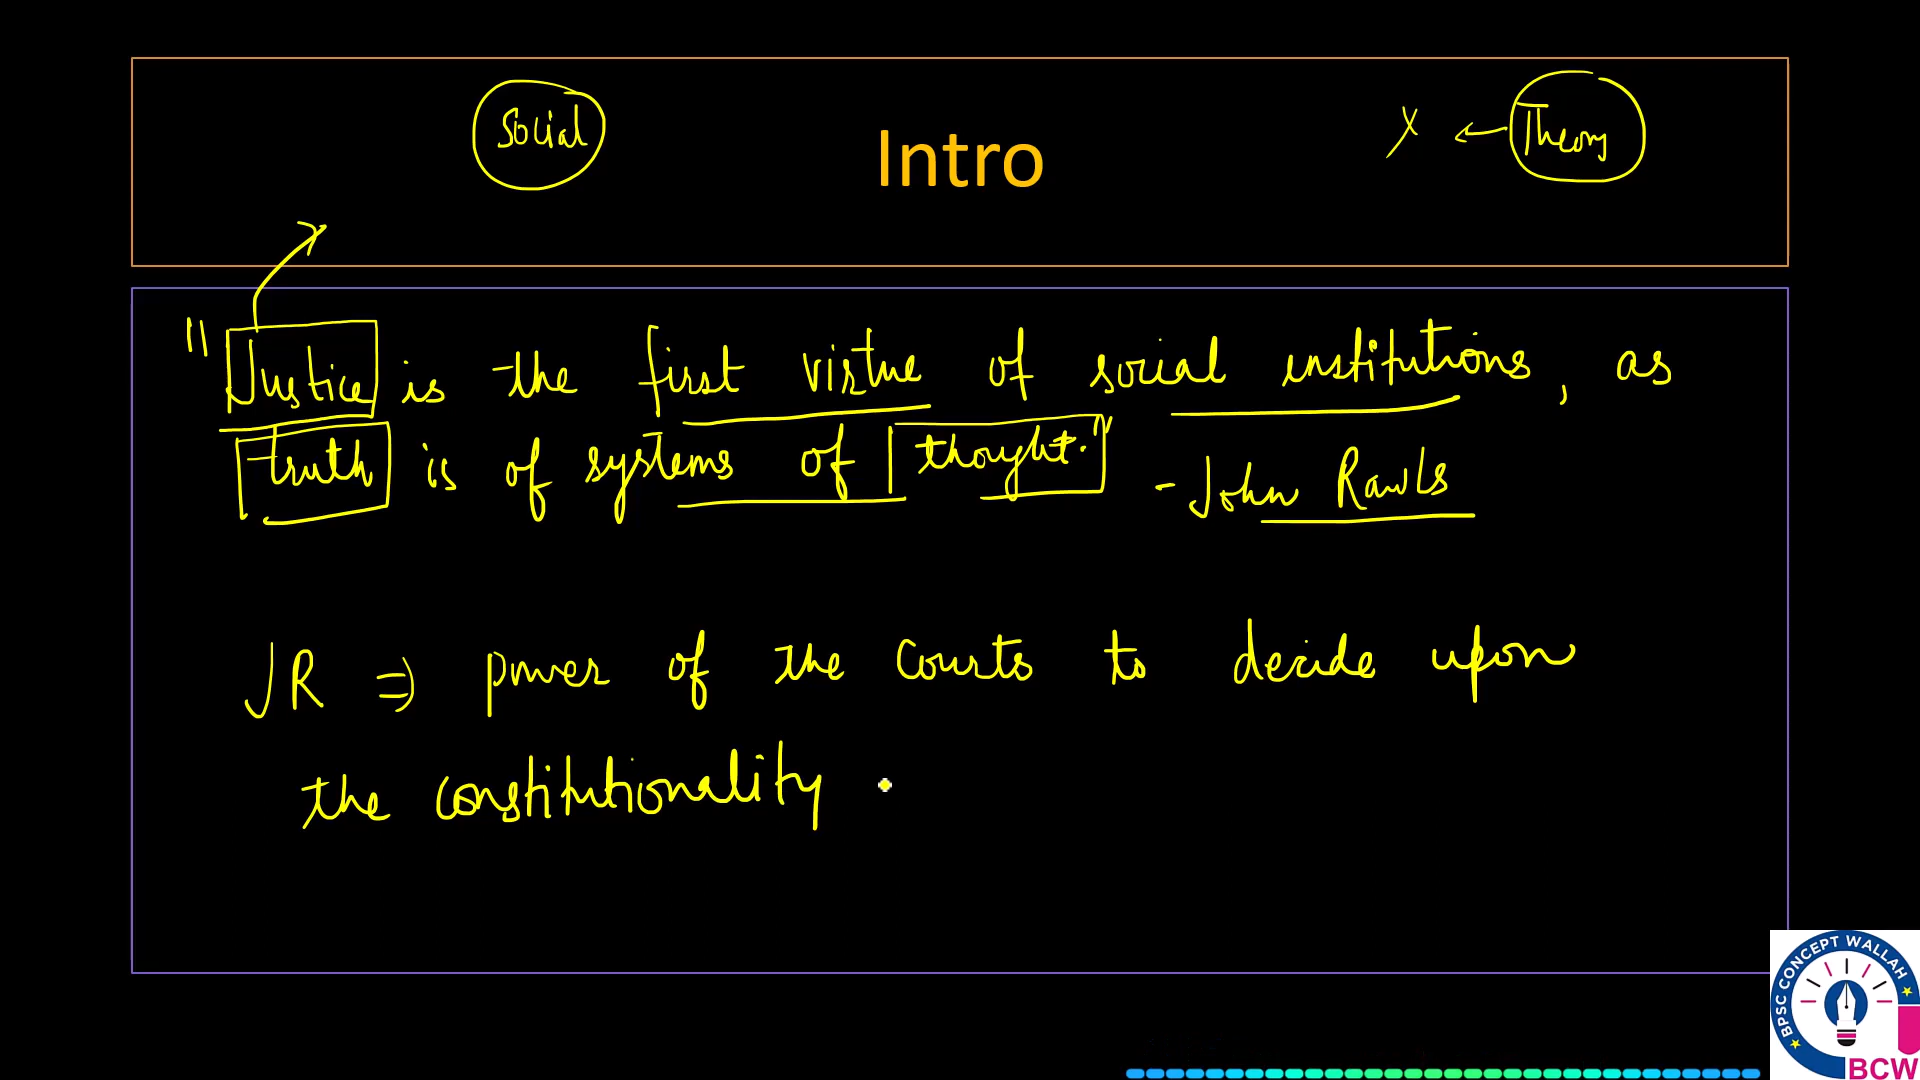 Social
Intro
X ← Theory
"Justice is the first virtue of social institutions, as
truth is of systems of thought." - John Rawls
JR ⇒ power of the Courts to decide upon
the constitutionality
BPSC CONCEPT WALLAH
BCW